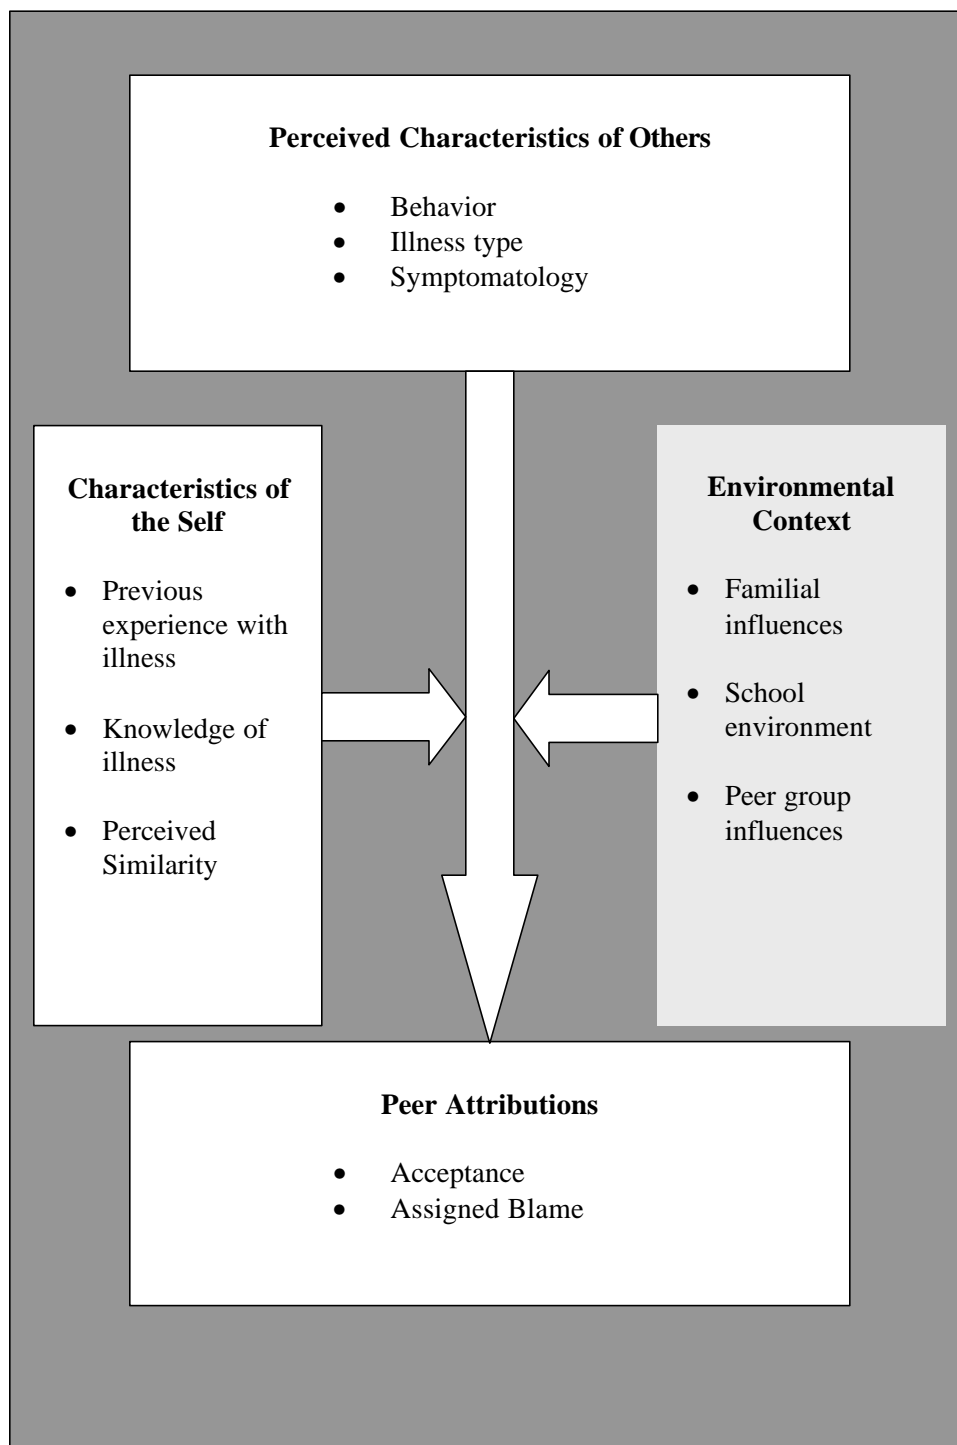 Perceived Characteristics of Others
• Behavior
• Illness type
• Symptomatology
Characteristics of
the Self
• Previous
experience with
illness
• Knowledge of
illness
• Perceived
Similarity
Environmental
Context
• Familial
influences
• School
environment
• Peer group
influences
Peer Attributions
• Acceptance
• Assigned Blame